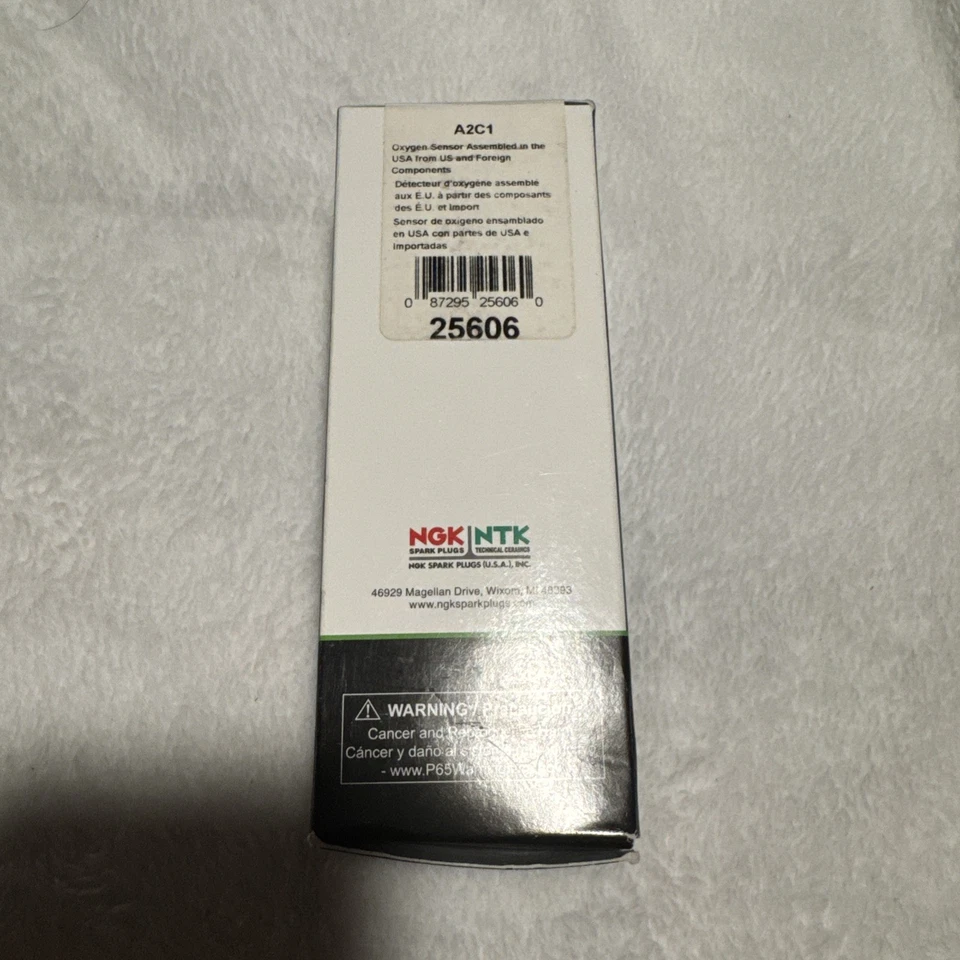 A2C1
Oxygen Sensor Assembled in the
USA from US and Foreign
Components
Détecteur d'oxygéne assemblé
aux É.U. à partir des composants
des É.U. et import
Sensor de oxigeno ensamblado
en USA con partes de USA e
importadas
0 87295 25606 0
25606
NGK NTK
SPARK PLUGS TECHNICAL CERAMICS
NGK SPARK PLUGS (U.S.A.), INC.
46929 Magellan Drive, Wixom, MI 48393
www.ngksparkplugs.com
WARNING / Precaución
Cancer and
Cáncer y daño al
- www.P65War